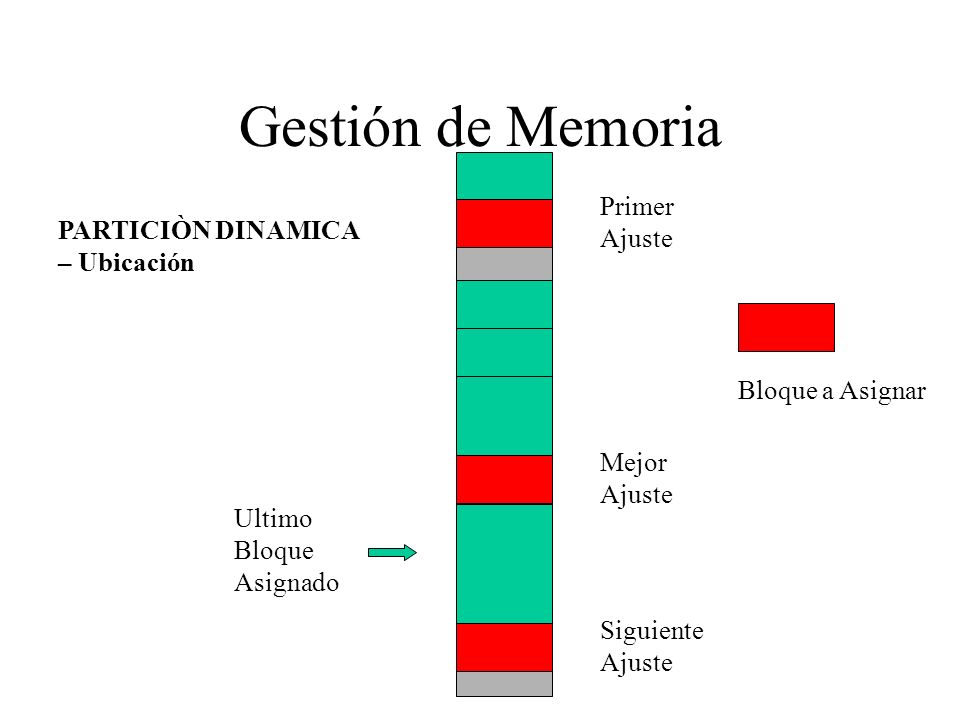 Gestión de Memoria
PARTICIÒN DINAMICA
– Ubicación
Primer
Ajuste
Bloque a Asignar
Mejor
Ajuste
Ultimo
Bloque
Asignado
Siguiente
Ajuste